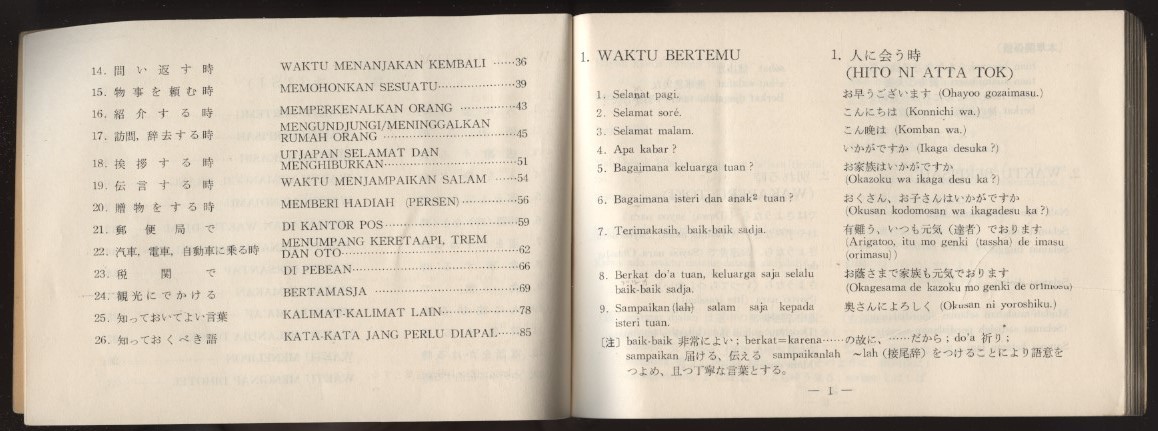 14. 問い返す時 WAKTU MENANJAKAN KEMBALI ……36
15. 物事を頼む時 MEMOHONKAN SESUATU………39
16. 紹介する時 MEMPERKENALKAN ORANG …………43
17. 訪問，辞去する時 MENGUNDJUNGI/MENINGGALKAN
RUMAH ORANG …………………45
18. 挨拶する時 UTJAPAN SELAMAT DAN
MENGHIBURKAN…………………51
19. 伝言する時 WAKTU MENJAMPAIKAN SALAM ……54
20. 贈物をする時 MEMBERI HADIAH (PERSEN)…………56
21. 郵便局で DI KANTOR POS……………………59
22. 汽車，電車，自動車に乗る時 MENUMPANG KERETAAPI, TREM
DAN OTO…………………………62
23. 税関で DI PEBEAN…………………………66
24. 観光にでかける BERTAMASJA ………………………69
25. 知っておいてよい言葉 KALIMAT-KALIMAT LAIN……………78
26. 知っておくべき語 KATA-KATA JANG PERLU DIAPAL……85
1. WAKTU BERTEMU
1. Selamat pagi.
2. Selamat soré.
3. Selamat malam.
4. Apa kabar ?
5. Bagaimana keluarga tuan ?
6. Bagaimana isteri dan anak² tuan ?
7. Terimakasih, baik-baik sadja.
8. Berkat do'a tuan, keluarga saja selalu
baik-baik sadja.
9. Sampaikan (lah) salam saja kepada
isteri tuan.
1. 人に会う時
(HITO NI ATTA TOK)
お早うございます (Ohayoo gozaimasu.)
こんにちは (Konnichi wa.)
こん晩は (Komban wa.)
いかがですか (Ikaga desuka ?)
お家族はいかがですか
(Okazoku wa ikaga desu ka ?)
おくさん、お子さんはいかがですか
(Okusan kodomosan wa ikagadesu ka ?)
有難う、いつも元気（達者）でおります
(Arigatoo, itu mo genki (tassha) de imasu
(orimasu))
お蔭さまで家族も元気でおります
(Okagesama de kazoku mo genki de orimasu)
奥さんによろしく (Okusan ni yoroshiku.)
〔注〕 baik-baik 非常によい；berkat=karena……の故に、……だから；do'a 祈り；
sampaikan 届ける、伝える sampaikanlah ～lah（接尾辞）をつけることにより語意を
つよめ、且つ丁寧な言葉とする。
— 1 —